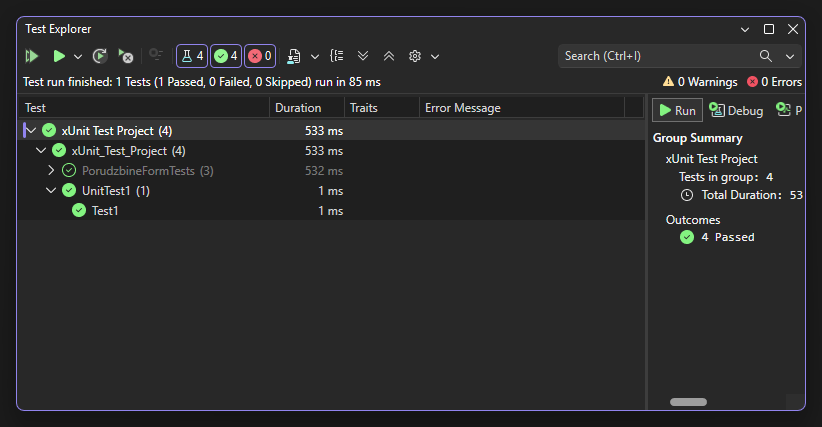 Test Explorer
4 4 0 Search (Ctrl+I)
Test run finished: 1 Tests (1 Passed, 0 Failed, 0 Skipped) run in 85 ms 0 Warnings 0 Errors
Test Duration Traits Error Message
xUnit Test Project (4) 533 ms
xUnit_Test_Project (4) 533 ms
PorudzbineFormTests (3) 532 ms
UnitTest1 (1) 1 ms
Test1 1 ms
Run Debug P
Group Summary
xUnit Test Project
Tests in group: 4
Total Duration: 53
Outcomes
4 Passed